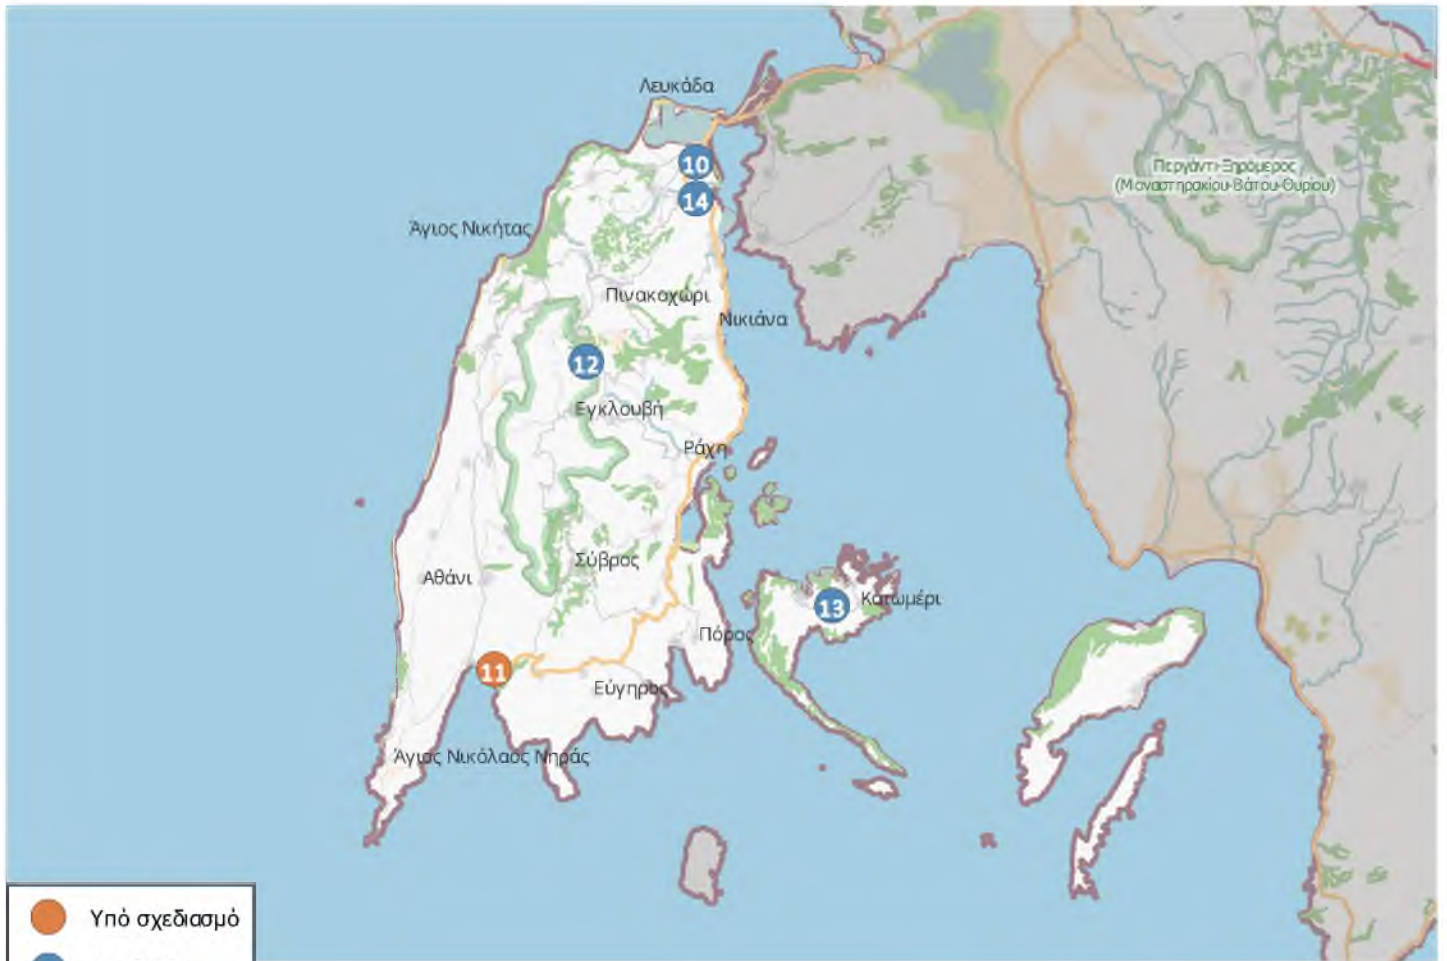 Λευκάδα
10
Περγάντι-Ξηρόμερος
(Μοναστηρακίου-Βάτου-Θυρίου)
14
Άγιος Νικήτας
Πινακοχώρι
Νικιάνα
12
Εγκλουβή
Ράχη
Σύβρος
Αθάνι
Κατωμέρι
13
Πόρος
11
Εύγηρος
Άγιος Νικόλαος Νηράς
Υπό σχεδιασμό